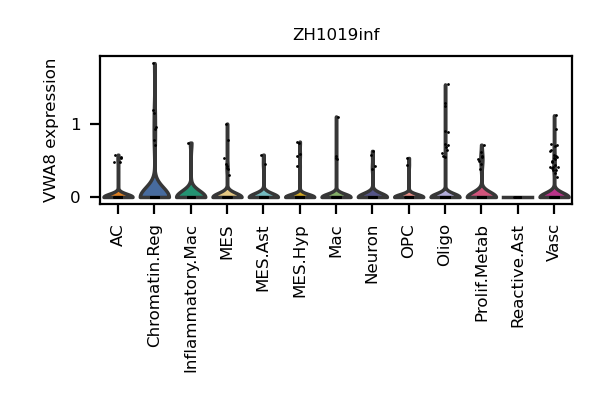 ZH1019inf
VWA8 expression
1
0
AC
Chromatin.Reg
Inflammatory.Mac
MES
MES.Ast
MES.Hyp
Mac
Neuron
OPC
Oligo
Prolif.Metab
Reactive.Ast
Vasc